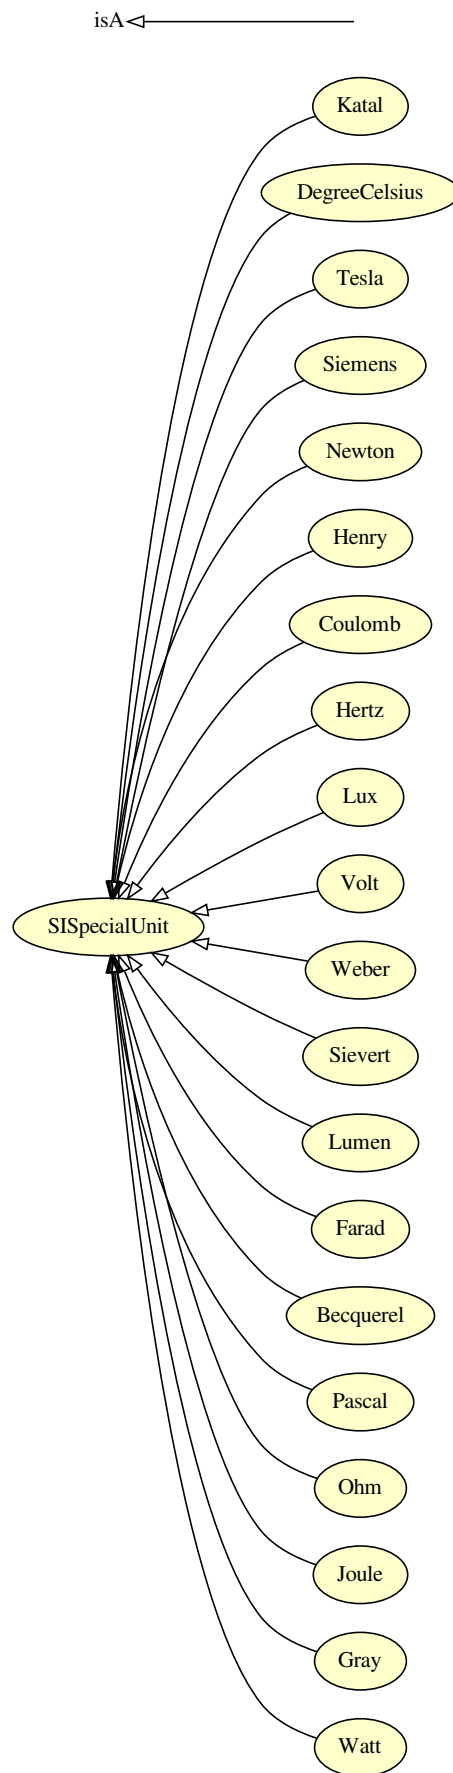 isA
Katal
DegreeCelsius
Tesla
Siemens
Newton
Henry
Coulomb
Hertz
Lux
Volt
SISpecialUnit
Weber
Sievert
Lumen
Farad
Becquerel
Pascal
Ohm
Joule
Gray
Watt